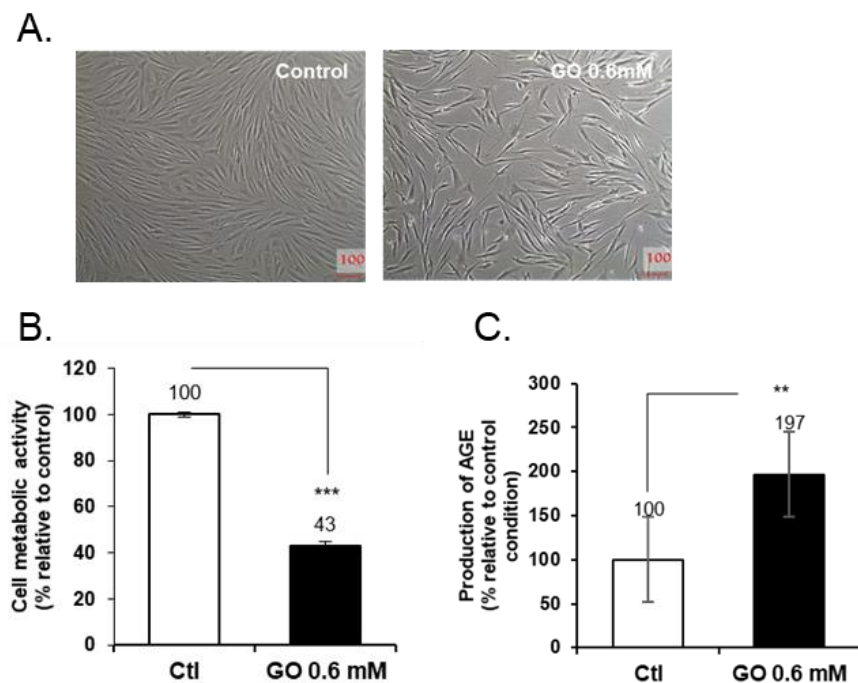 A.
Control
GO 0.6mM
100
100
B.
C.
Cell metabolic activity
(% relative to control)
120
100
80
60
40
20
0
100
***
43
Ctl
GO 0.6 mM
Production of AGE
(% relative to control
condition)
300
250
200
150
100
50
0
**
197
100
Ctl
GO 0.6 mM